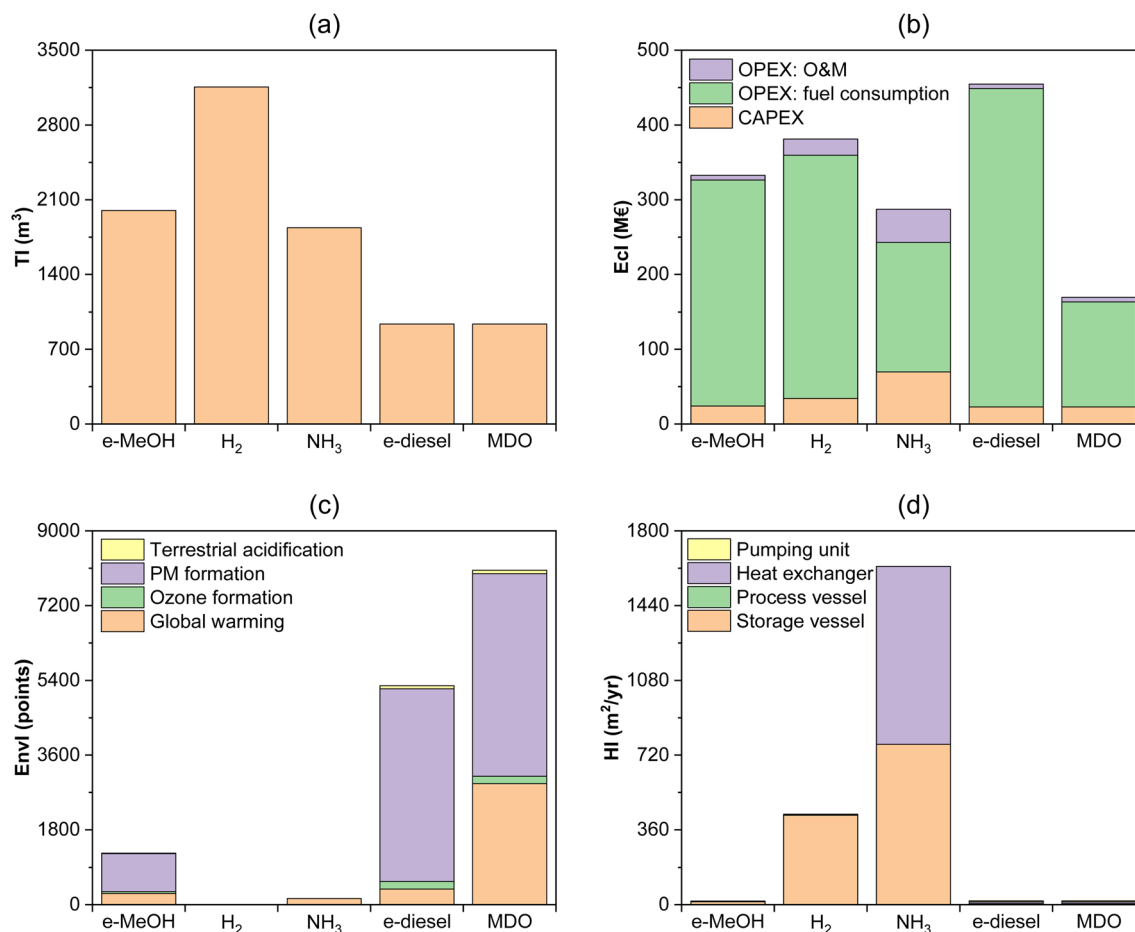 (a)
3500
2800
2100
1400
700
0
TI (m³)
e-MeOH
H₂
NH₃
e-diesel
MDO
(b)
500
400
300
200
100
0
EcI (M€)
OPEX: O&M
OPEX: fuel consumption
CAPEX
e-MeOH
H₂
NH₃
e-diesel
MDO
(c)
9000
7200
5400
3600
1800
0
EnvI (points)
Terrestrial acidification
PM formation
Ozone formation
Global warming
e-MeOH
H₂
NH₃
e-diesel
MDO
(d)
1800
1440
1080
720
360
0
HI (m²/yr)
Pumping unit
Heat exchanger
Process vessel
Storage vessel
e-MeOH
H₂
NH₃
e-diesel
MDO